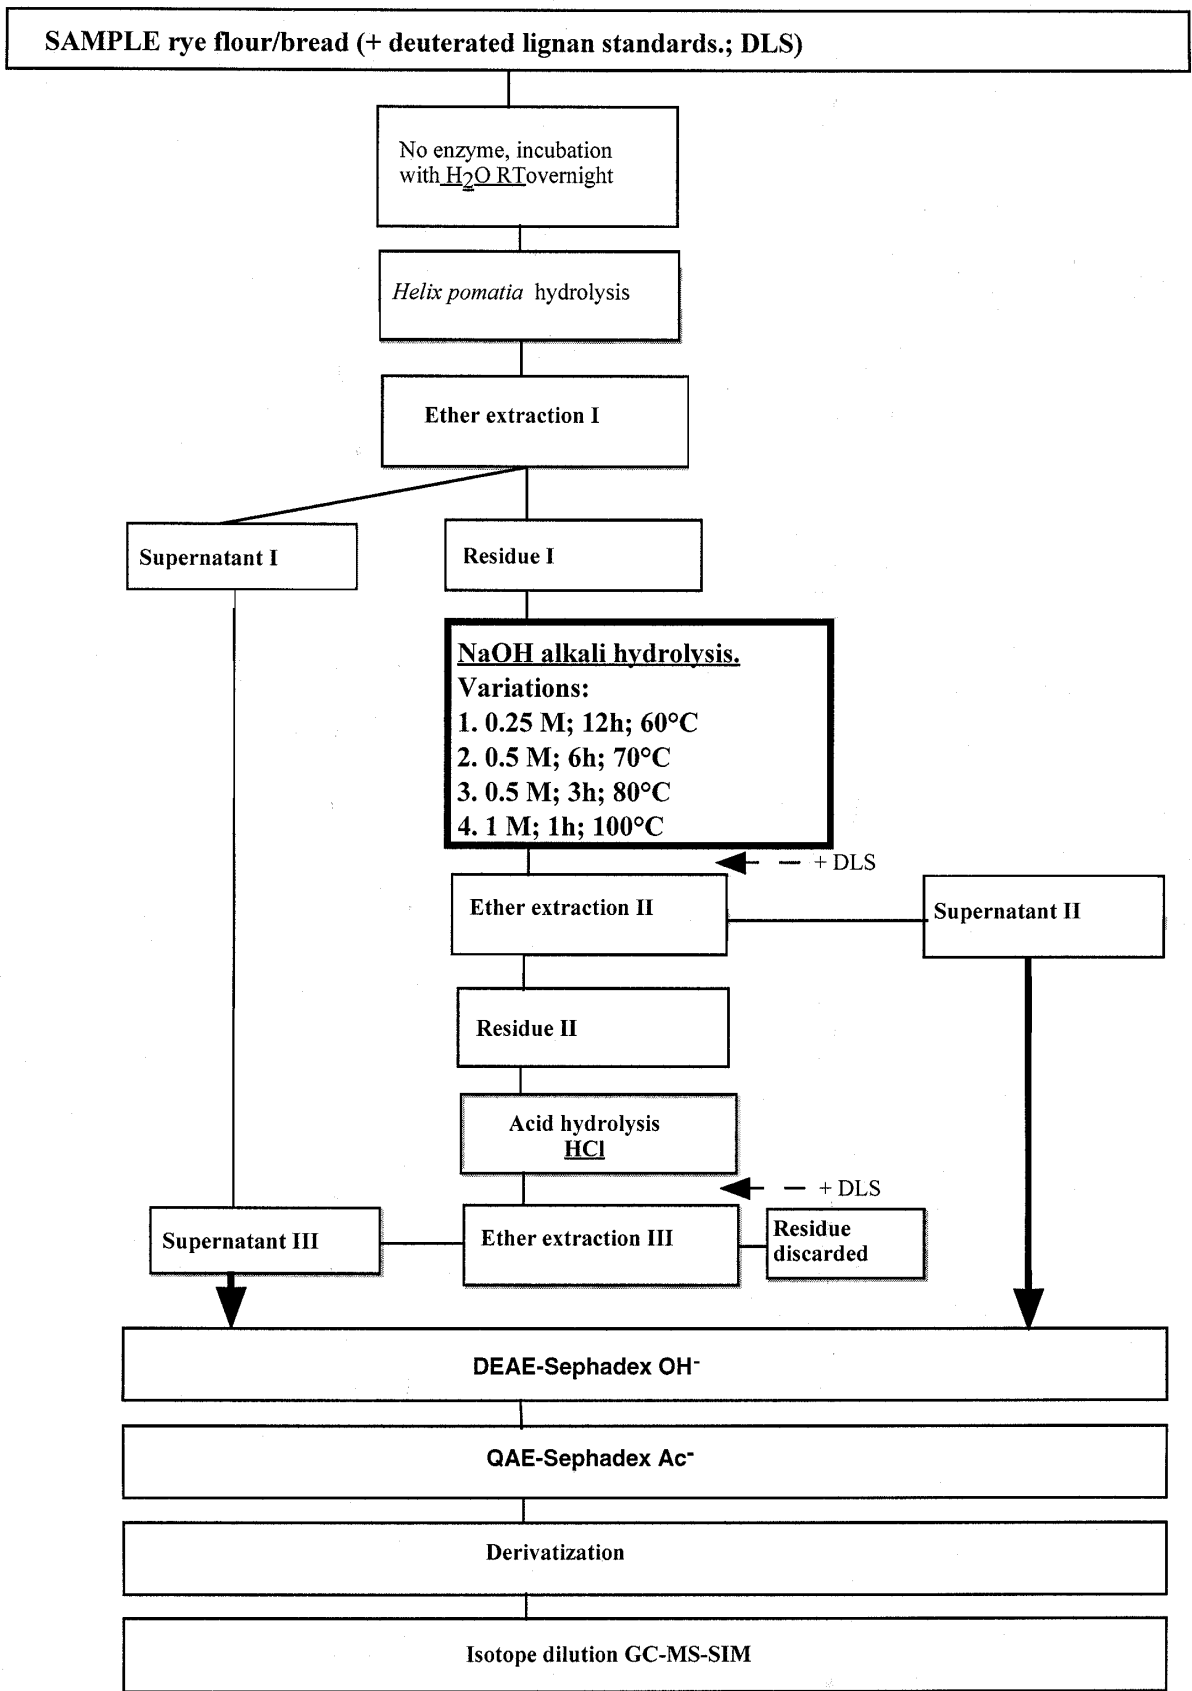 SAMPLE rye flour/bread (+ deuterated lignan standards.; DLS)
No enzyme, incubation
with H2O RTovernight
Helix pomatia hydrolysis
Ether extraction I
Supernatant I
Residue I
NaOH alkali hydrolysis.
Variations:
1. 0.25 M; 12h; 60°C
2. 0.5 M; 6h; 70°C
3. 0.5 M; 3h; 80°C
4. 1 M; 1h; 100°C
+ DLS
Ether extraction II
Supernatant II
Residue II
Acid hydrolysis
HCl
+ DLS
Supernatant III
Ether extraction III
Residue
discarded
DEAE-Sephadex OH-
QAE-Sephadex Ac-
Derivatization
Isotope dilution GC-MS-SIM